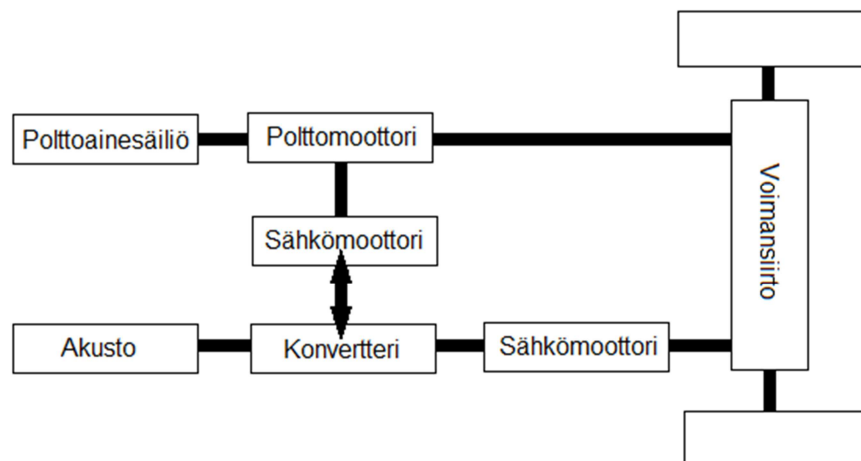 Polttoainesäiliö
Polttomoottori
Voimansiirto
Sähkömoottori
Akusto
Konvertteri
Sähkömoottori